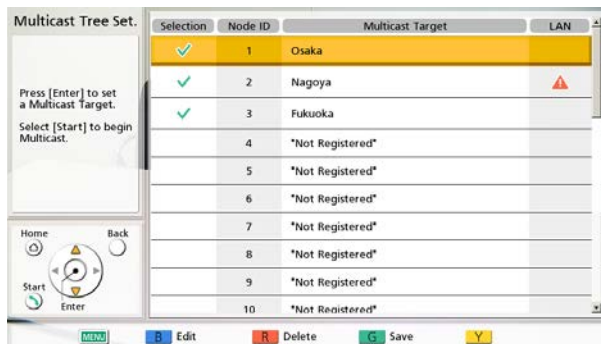 Multicast Tree Set.
Press [Enter] to set
a Multicast Target.
Select [Start] to begin
Multicast.
Home
Back
Start
Enter
Selection Node ID Multicast Target LAN
1 Osaka
2 Nagoya
3 Fukuoka
4 *Not Registered*
5 *Not Registered*
6 *Not Registered*
7 *Not Registered*
8 *Not Registered*
9 *Not Registered*
10 *Not Registered*
MENU B Edit R Delete G Save Y